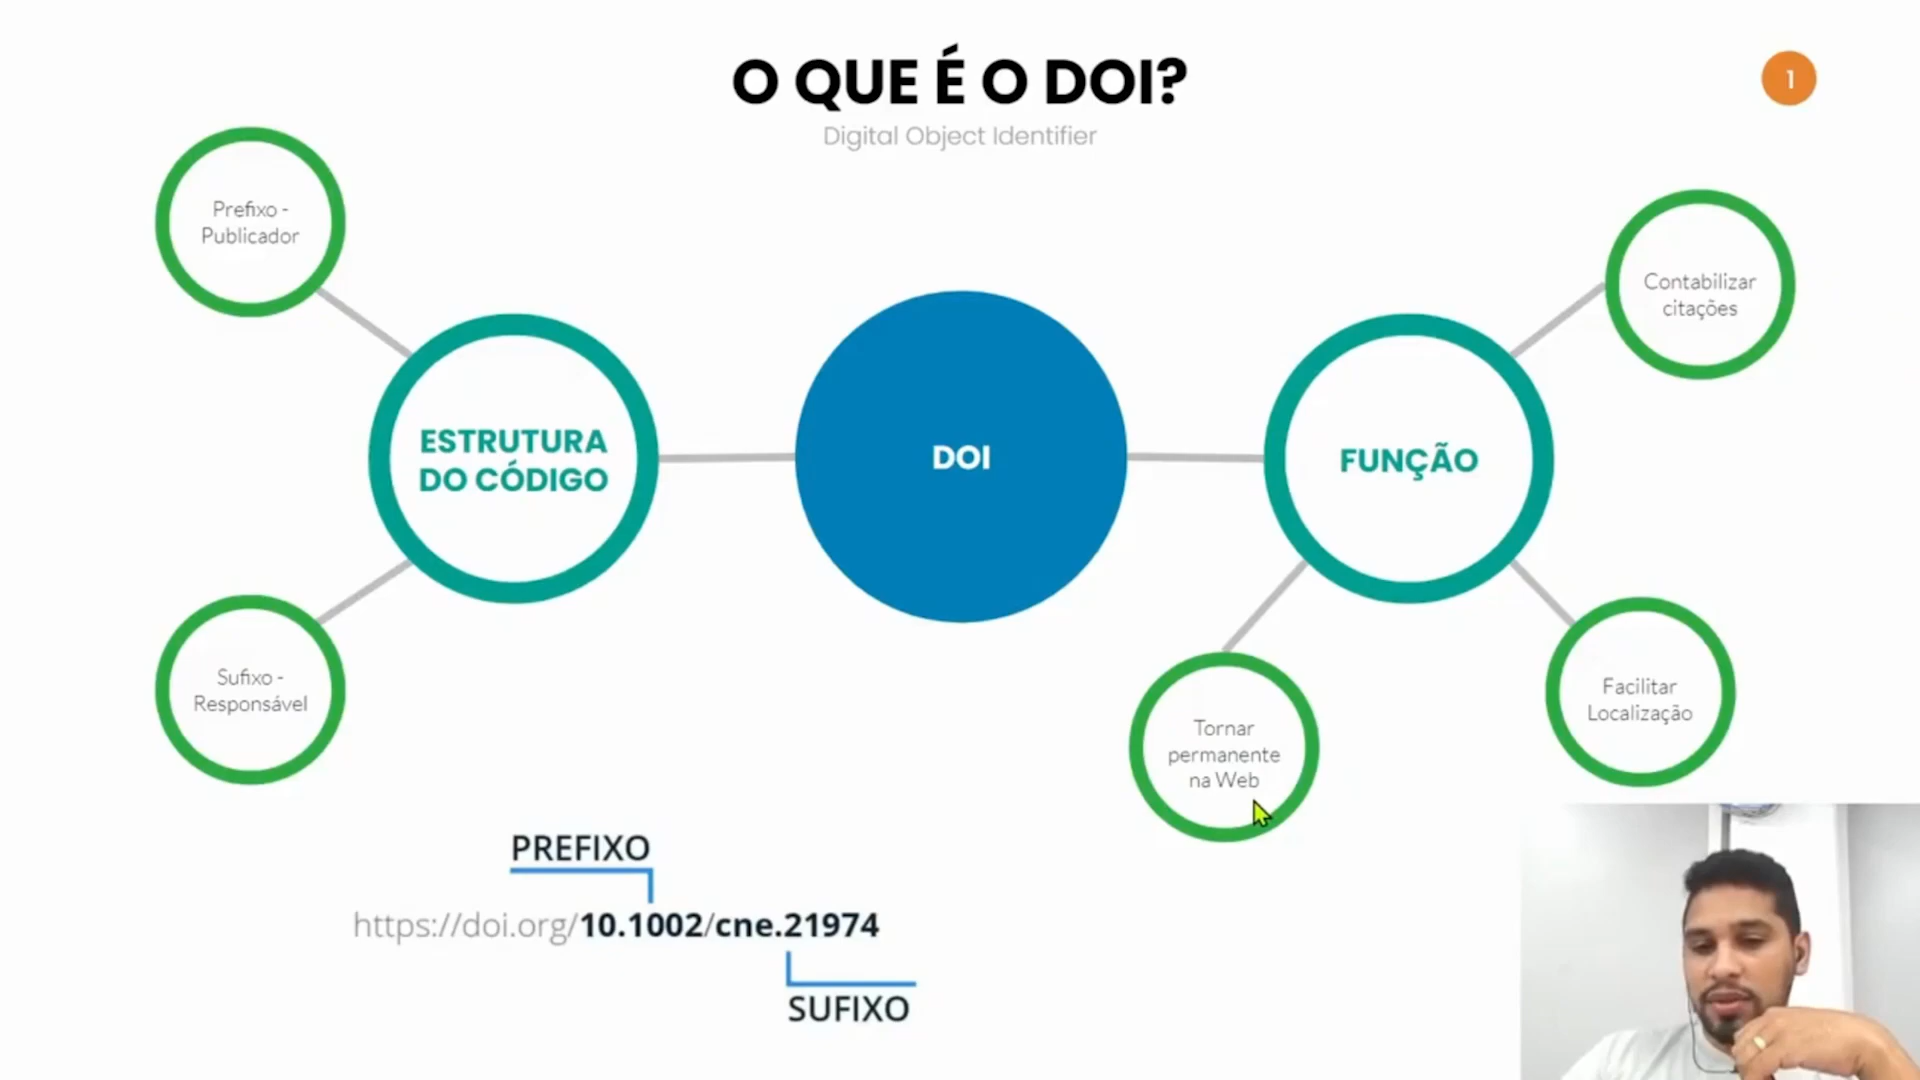 O QUE É O DOI?
Digital Object Identifier
1
Prefixo -
Publicador
Contabilizar
citações
ESTRUTURA
DO CÓDIGO
DOI
FUNÇÃO
Sufixo -
Responsável
Tornar
permanente
na Web
Facilitar
Localização
PREFIXO
https://doi.org/10.1002/cne.21974
SUFIXO